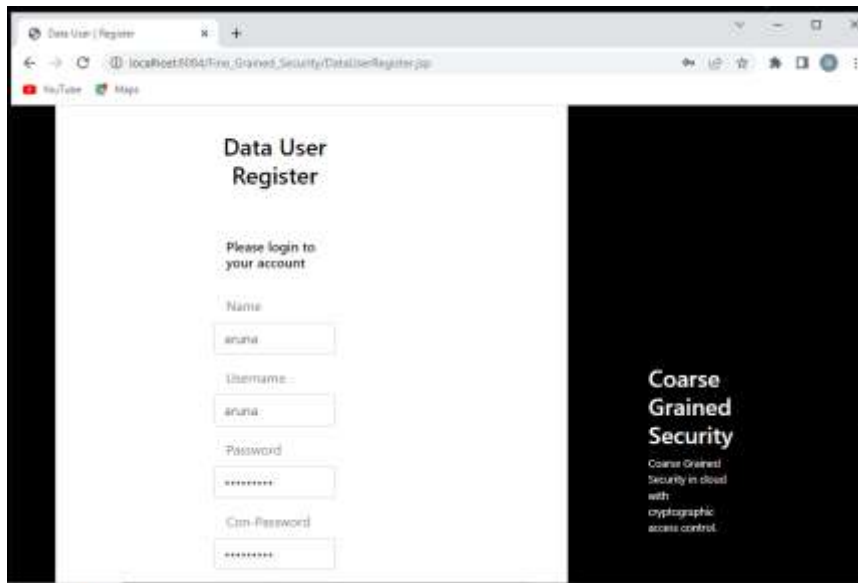 Data User | Register
localhost:8084/Fine_Grained_Security/DataUserRegister.jsp
YouTube
Maps
Data User
Register
Please login to
your account
Name
aruna
Username
aruna
Password
•••••••••
Con-Password
•••••••••
Coarse
Grained
Security
Coarse Grained
Security in cloud
with
cryptographic
access control.